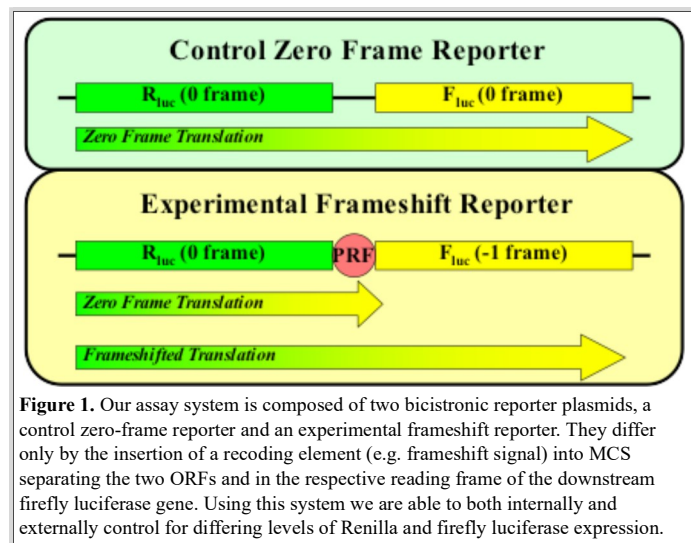 Control Zero Frame Reporter
Rluc (0 frame)
Fluc (0 frame)
Zero Frame Translation
Experimental Frameshift Reporter
Rluc (0 frame)
PRF
Fluc (-1 frame)
Zero Frame Translation
Frameshifted Translation
Figure 1. Our assay system is composed of two bicistronic reporter plasmids, a
control zero-frame reporter and an experimental frameshift reporter. They differ
only by the insertion of a recoding element (e.g. frameshift signal) into MCS
separating the two ORFs and in the respective reading frame of the downstream
firefly luciferase gene. Using this system we are able to both internally and
externally control for differing levels of Renilla and firefly luciferase expression.